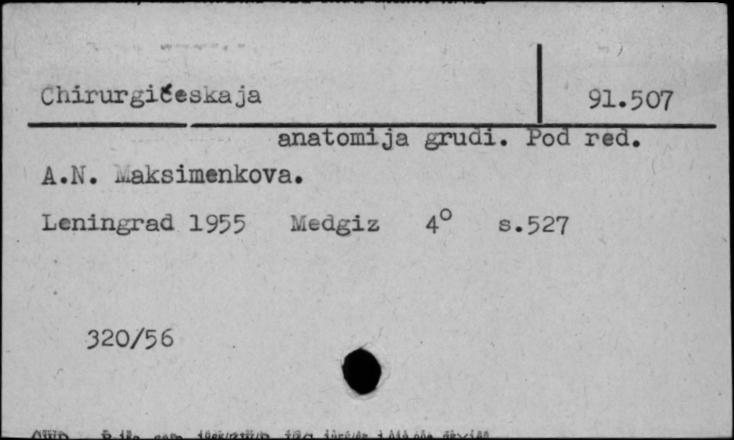 Chirurgičeskaja 91.507
anatomija grudi. Pod red.
A.N. Maksimenkova.
Leningrad 1955 Medgiz 4° s.527
320/56